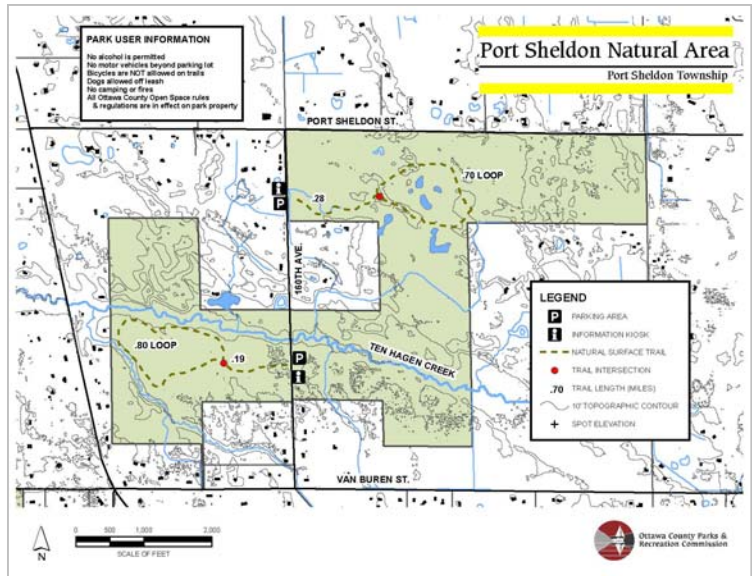 PARK USER INFORMATION
No alcohol is permitted
No motor vehicles beyond parking lot
Bicycles are NOT allowed on trails
Dogs allowed off leash
No camping or fires
All Ottawa County Open Space rules
& regulations are in effect on park property
Port Sheldon Natural Area
Port Sheldon Township
PORT SHELDON ST.
.70 LOOP
.28
P
160TH AVE.
.80 LOOP
.19
P
TEN HAGEN CREEK
VAN BUREN ST.
LEGEND
P PARKING AREA
INFORMATION KIOSK
NATURAL SURFACE TRAIL
TRAIL INTERSECTION
.70 TRAIL LENGTH (MILES)
10' TOPOGRAPHIC CONTOUR
+ SPOT ELEVATION
N
0 500 1,000 2,000
SCALE OF FEET
Ottawa County Parks &
Recreation Commission